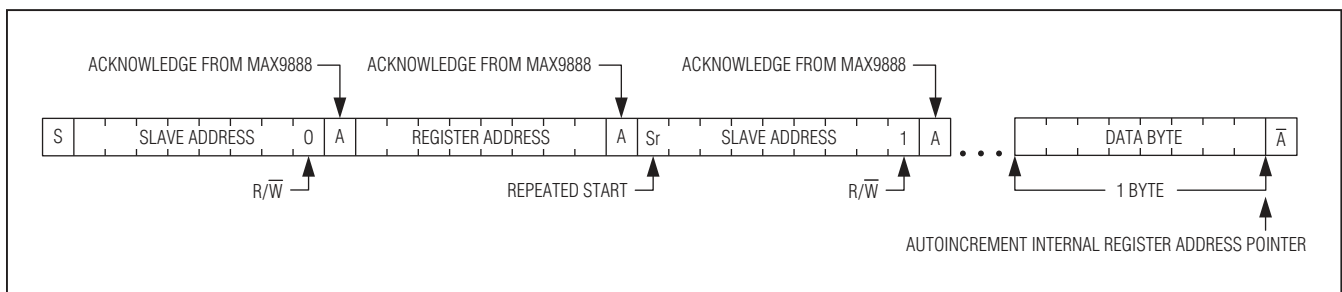 ACKNOWLEDGE FROM MAX9888 ACKNOWLEDGE FROM MAX9888 ACKNOWLEDGE FROM MAX9888
S SLAVE ADDRESS 0 A REGISTER ADDRESS A Sr SLAVE ADDRESS 1 A ••• DATA BYTE A̅
R/W̅ REPEATED START R/W̅ 1 BYTE
AUTOINCREMENT INTERNAL REGISTER ADDRESS POINTER